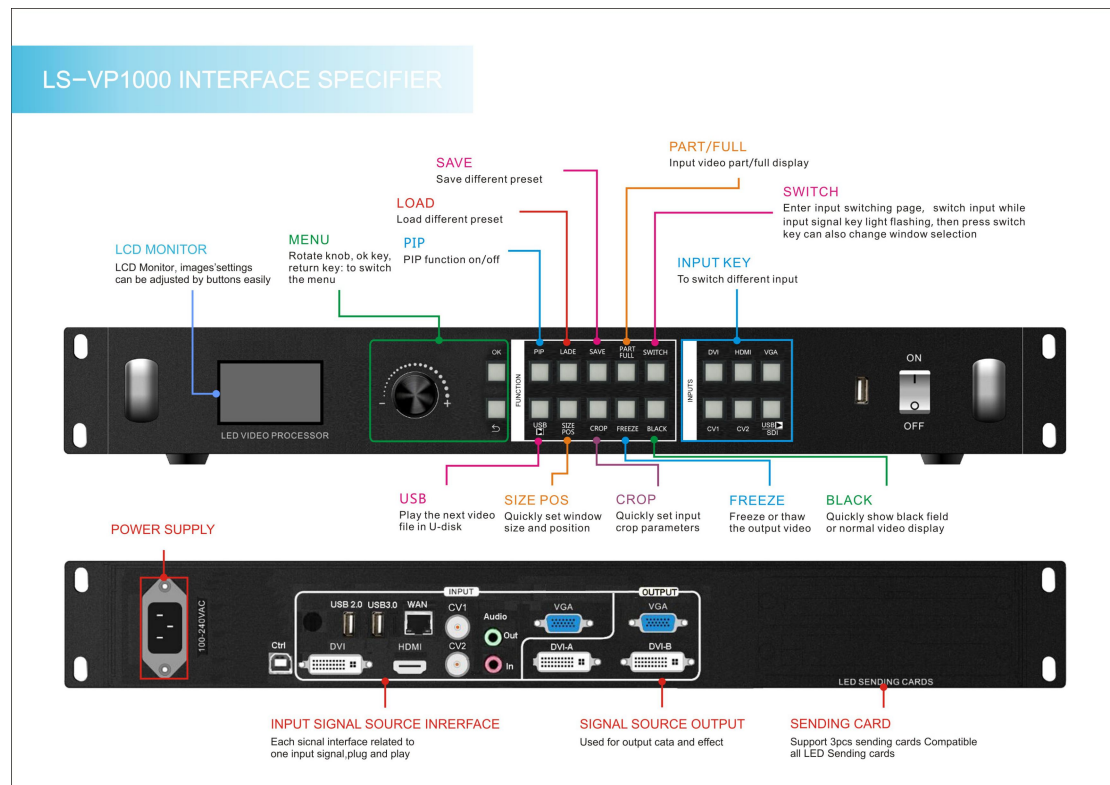 LS-VP1000 INTERFACE SPECIFIER
PART/FULL
Input video part/full display
SAVE
Save different preset
SWITCH
Enter input switching page, switch input while
input signal key light flashing, then press switch
key can also change window selection
LOAD
Load different preset
MENU
Rotate knob, ok key,
return key: to switch
the menu
PIP
PIP function on/off
LCD MONITOR
LCD Monitor, images'settings
can be adjusted by buttons easily
INPUT KEY
To switch different input
OK
PIP LADE SAVE PART FULL SWITCH
FUNCTION
USB SIZE POS CROP FREEZE BLACK
- +
LED VIDEO PROCESSOR
INPUTS
DVI HDMI VGA
CV1 CV2 USB SDI
ON
OFF
USB
Play the next video
file in U-disk
SIZE POS
Quickly set window
size and position
CROP
Quickly set input
crop parameters
FREEZE
Freeze or thaw
the output video
BLACK
Quickly show black field
or normal video display
POWER SUPPLY
100-240VAC
INPUT
OUTPUT
USB 2.0 USB3.0 WAN CV1 Audio VGA VGA
Out
Ctrl DVI HDMI CV2 DVI-A DVI-B
In
LED SENDING CARDS
INPUT SIGNAL SOURCE INRERFACE
Each sicnal interface related to
one input signal,plug and play
SIGNAL SOURCE OUTPUT
Used for output cata and effect
SENDING CARD
Support 3pcs sending cards Compatible
all LED Sending cards